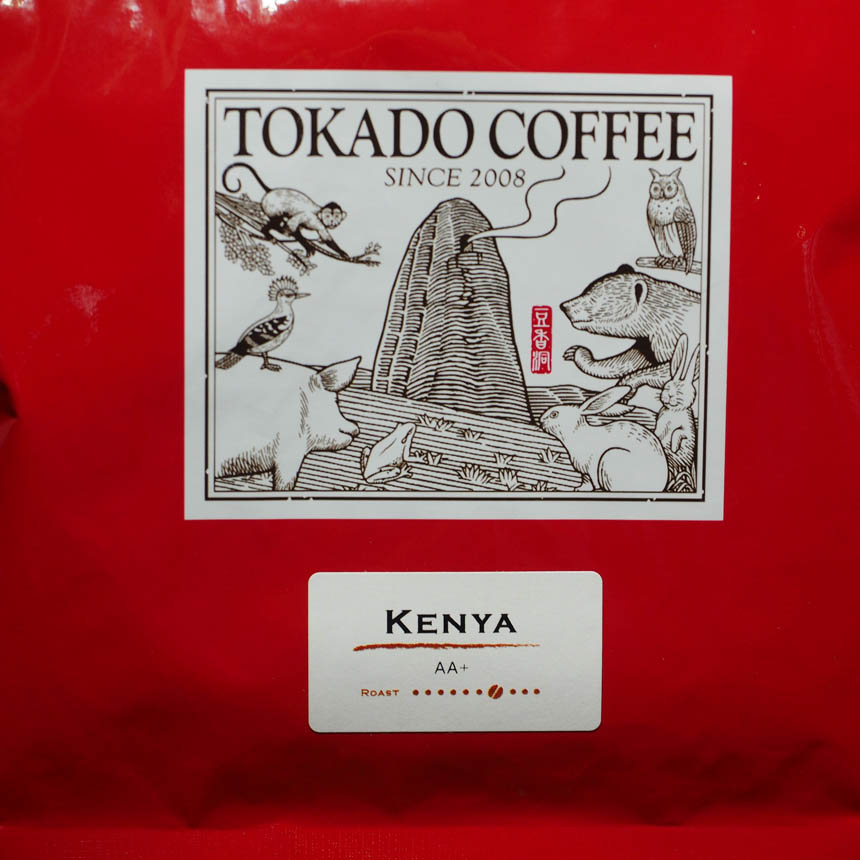 TOKADO COFFEE
SINCE 2008
豆香洞
KENYA
AA+
ROAST